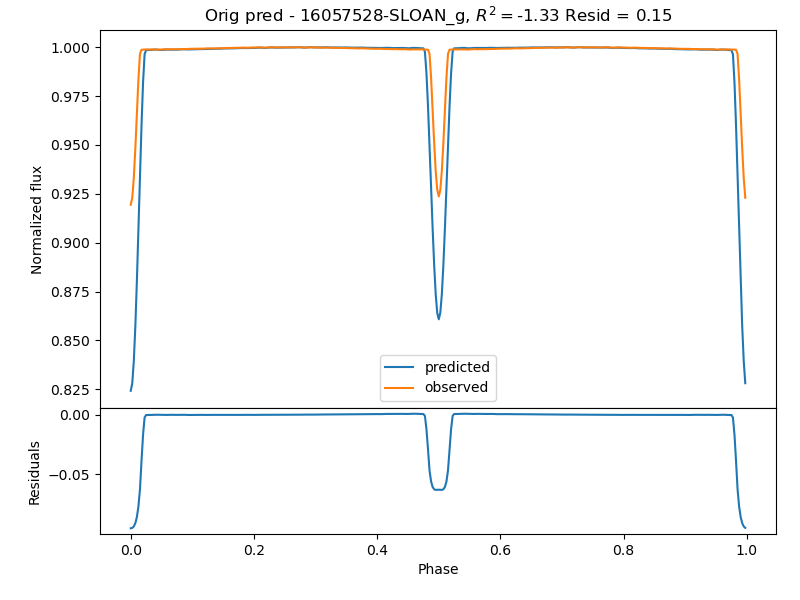 Orig pred - 16057528-SLOAN_g, $R^2=$-1.33 Resid = 0.15
1.000
0.975
0.950
0.925
0.900
0.875
0.850
0.825
Normalized flux
predicted
observed
0.00
−0.05
Residuals
0.0 0.2 0.4 0.6 0.8 1.0
Phase